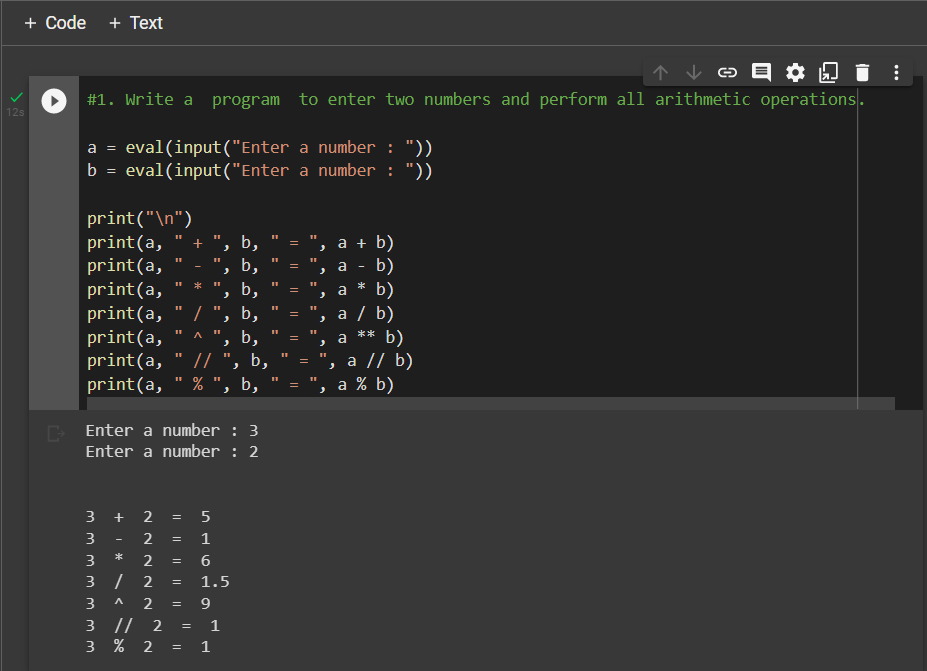 + Code + Text
12s
#1. Write a  program  to enter two numbers and perform all arithmetic operations.
a = eval(input("Enter a number : "))
b = eval(input("Enter a number : "))
print("\n")
print(a, " + ", b, " = ", a + b)
print(a, " - ", b, " = ", a - b)
print(a, " * ", b, " = ", a * b)
print(a, " / ", b, " = ", a / b)
print(a, " ^ ", b, " = ", a ** b)
print(a, " // ", b, " = ", a // b)
print(a, " % ", b, " = ", a % b)
Enter a number : 3
Enter a number : 2
3  +  2  =  5
3  -  2  =  1
3  *  2  =  6
3  /  2  =  1.5
3  ^  2  =  9
3  //  2  =  1
3  %  2  =  1